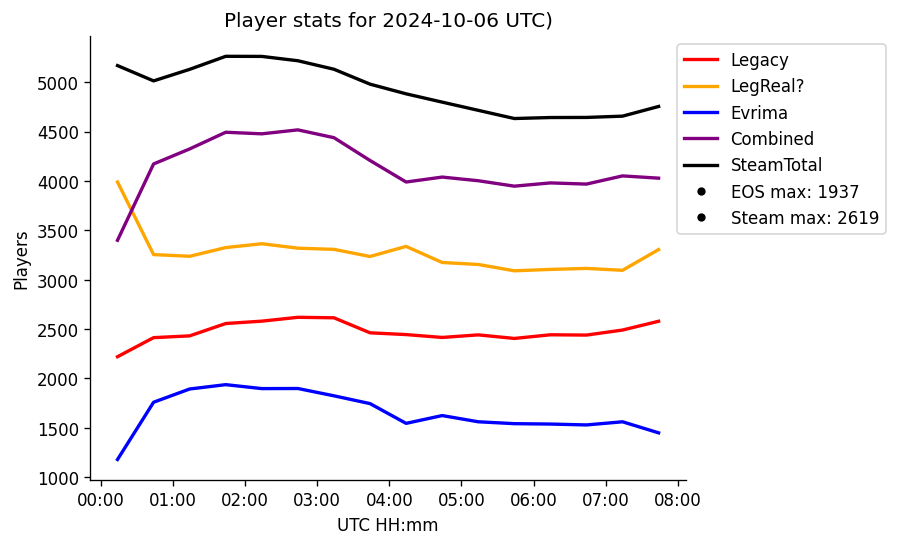 Player stats for 2024-10-06 UTC)
Legacy
LegReal?
Evrima
Combined
SteamTotal
EOS max: 1937
Steam max: 2619
Players
5000
4500
4000
3500
3000
2500
2000
1500
1000
00:00 01:00 02:00 03:00 04:00 05:00 06:00 07:00 08:00
UTC HH:mm